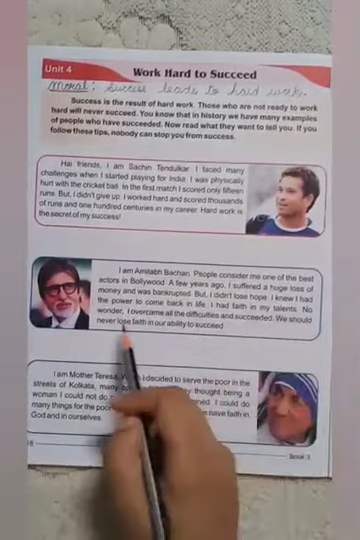 Unit 4
Work Hard to Succeed
Moral: Success leads to hard work.
Success is the result of hard work. Those who are not ready to work
hard will never succeed. You know that in history we have many examples
of people who have succeeded. Now read what they want to tell you. If you
follow these tips, nobody can stop you from success.
Hai friends, I am Sachin Tendulkar. I faced many
challenges when I started playing for India. I was physically
hurt with the cricket ball. In the first match I scored only fifteen
runs. But, I didn't give up. I worked hard and scored thousands
of runs and one hundred centuries in my career. Hard work is
the secret of my success!
I am Amitabh Bachan. People consider me one of the best
actors in Bollywood. A few years ago, I suffered a huge loss of
money and was bankrupted. But, I didn't lose hope. I knew I had
the power to come back in life. I had faith in my talents. No
wonder, I overcame all the difficulties and succeeded. We should
never lose faith in our ability to succeed
I am Mother Teresa. I decided to serve the poor in the
streets of Kolkata, many thought being a
woman I could not do I could do
many things for the poor have faith in
God and in ourselves.
Book-3